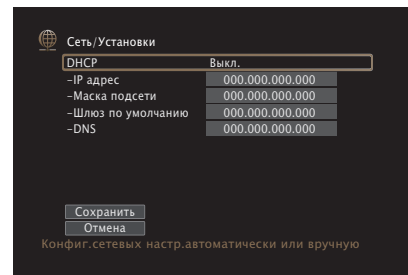 Сеть/Установки
DHCP Выкл.
–IP адрес 000.000.000.000
–Маска подсети 000.000.000.000
–Шлюз по умолчанию 000.000.000.000
–DNS 000.000.000.000
Сохранить
Отмена
Конфиг.сетевых настр.автоматически или вручную